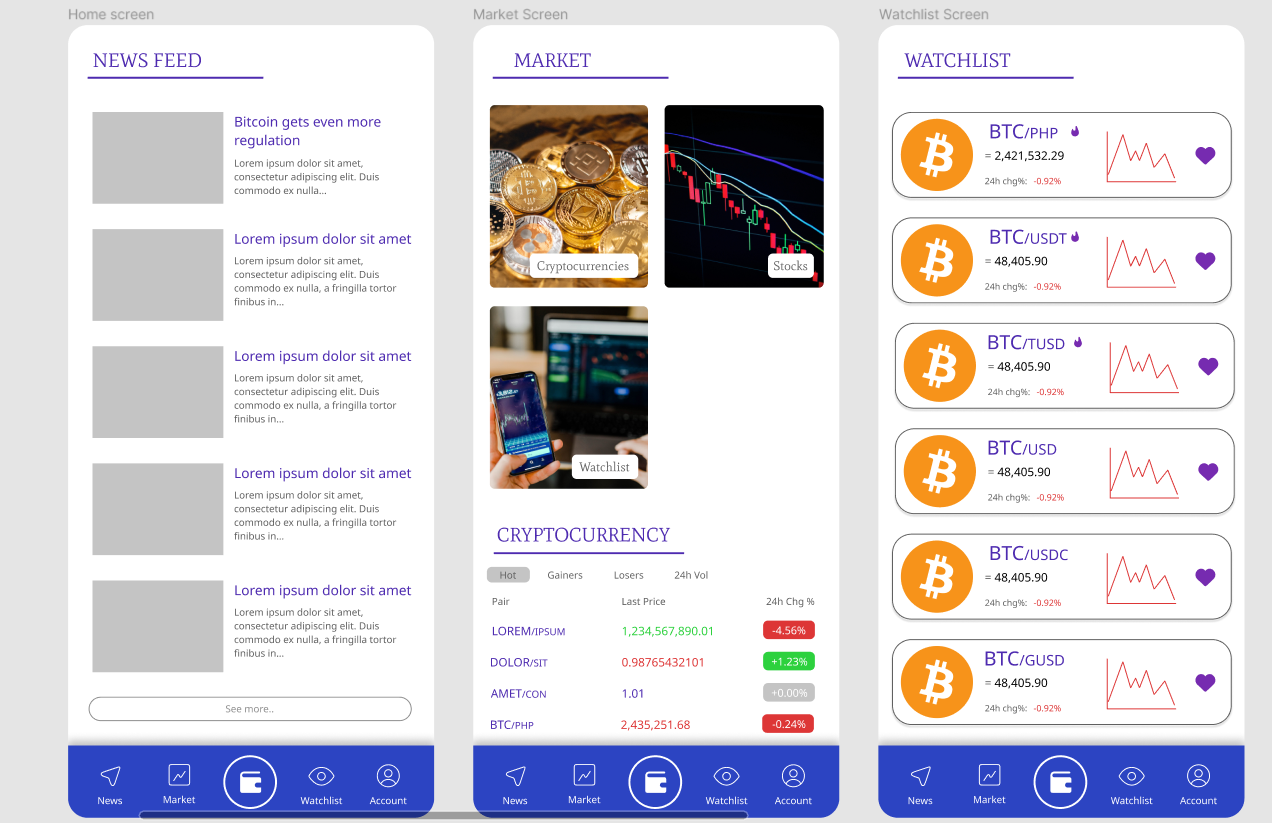 Home screen
NEWS FEED
Bitcoin gets even more
regulation
Lorem ipsum dolor sit amet,
consectetur adipiscing elit. Duis
commodo ex nulla...
Lorem ipsum dolor sit amet
Lorem ipsum dolor sit amet,
consectetur adipiscing elit. Duis
commodo ex nulla, a fringilla tortor
finibus in...
Lorem ipsum dolor sit amet
Lorem ipsum dolor sit amet,
consectetur adipiscing elit. Duis
commodo ex nulla, a fringilla tortor
finibus in...
Lorem ipsum dolor sit amet
Lorem ipsum dolor sit amet,
consectetur adipiscing elit. Duis
commodo ex nulla, a fringilla tortor
finibus in...
Lorem ipsum dolor sit amet
Lorem ipsum dolor sit amet,
consectetur adipiscing elit. Duis
commodo ex nulla, a fringilla tortor
finibus in...
See more..
News Market Watchlist Account
Market Screen
MARKET
Cryptocurrencies
Stocks
Watchlist
CRYPTOCURRENCY
Hot Gainers Losers 24h Vol
Pair Last Price 24h Chg %
LOREM/IPSUM 1,234,567,890.01 -4.56%
DOLOR/SIT 0.98765432101 +1.23%
AMET/CON 1.01 +0.00%
BTC/PHP 2,435,251.68 -0.24%
News Market Watchlist Account
Watchlist Screen
WATCHLIST
BTC/PHP
= 2,421,532.29
24h chg%: -0.92%
BTC/USDT
= 48,405.90
24h chg%: -0.92%
BTC/TUSD
= 48,405.90
24h chg%: -0.92%
BTC/USD
= 48,405.90
24h chg%: -0.92%
BTC/USDC
= 48,405.90
24h chg%: -0.92%
BTC/GUSD
= 48,405.90
24h chg%: -0.92%
News Market Watchlist Account